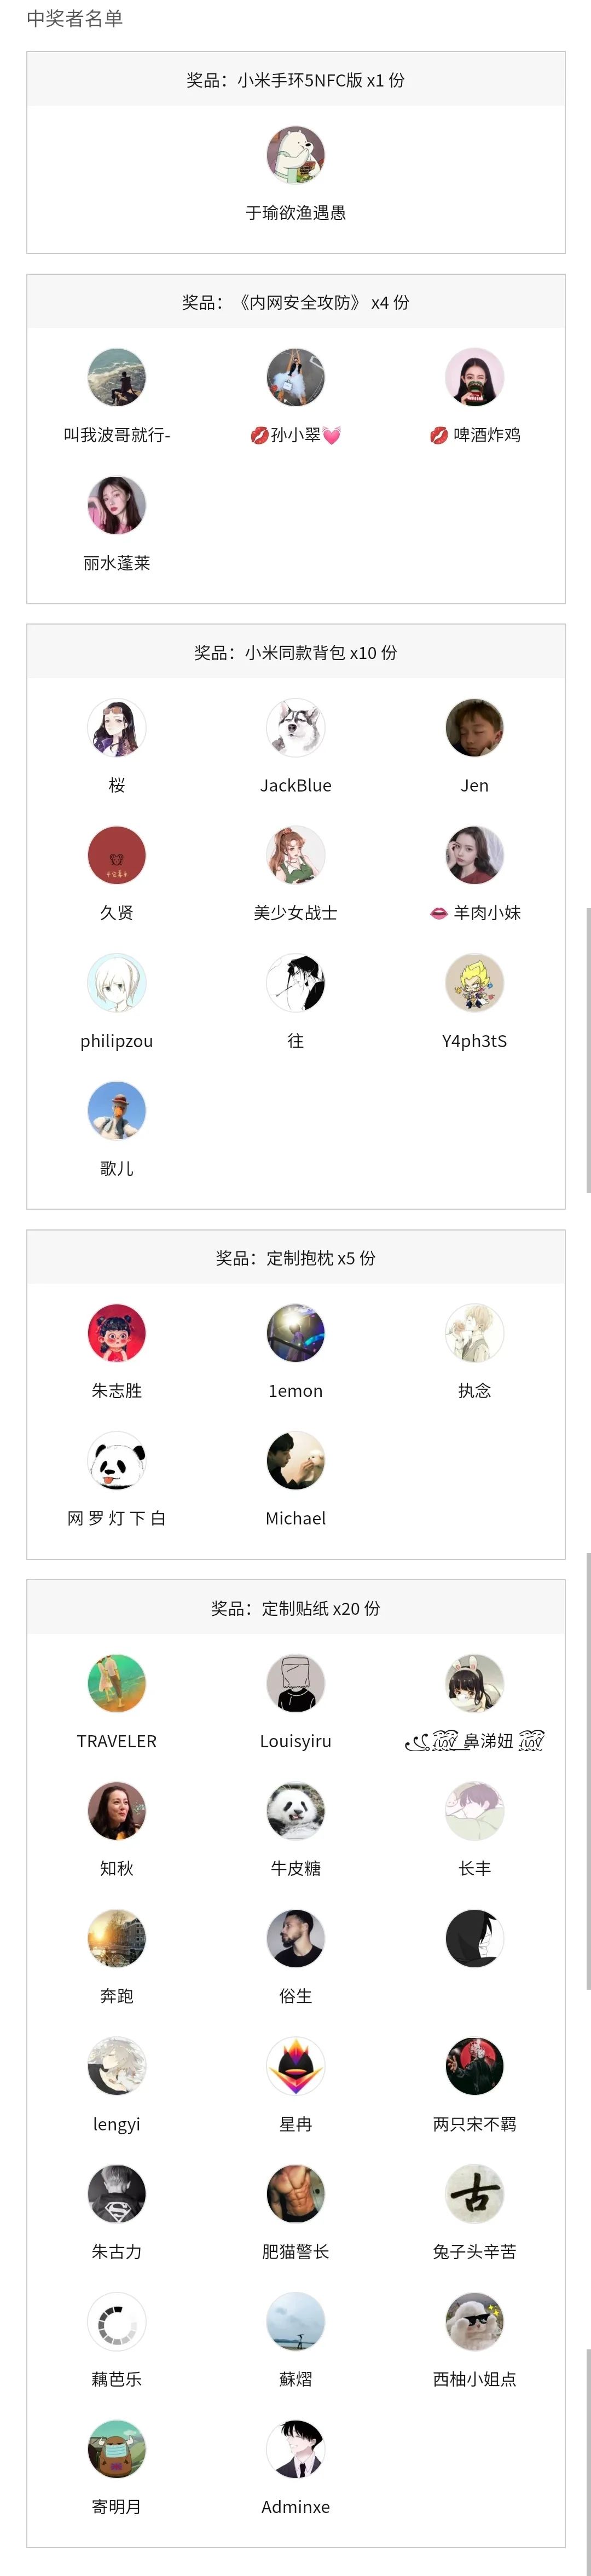 中奖者名单
奖品：小米手环5NFC版 x1 份
于瑜欲渔遇愚
奖品：《内网安全攻防》 x4 份
叫我波哥就行- 💋孙小翠💓 💋 啤酒炸鸡
丽水蓬莱
奖品：小米同款背包 x10 份
桜 JackBlue Jen
久贤 美少女战士 👄 羊肉小妹
philipzou 往 Y4ph3tS
歌儿
奖品：定制抱枕 x5 份
朱志胜 1emon 执念
网 罗 灯 下 白 Michael
奖品：定制贴纸 x20 份
TRAVELER Louisyiru 鼻涕妞
知秋 牛皮糖 长丰
奔跑 俗生
lengyi 星冉 两只宋不羁
古
朱古力 肥猫警长 兔子头辛苦
藕芭乐 蘇熠 西柚小姐点
寄明月 Adminxe